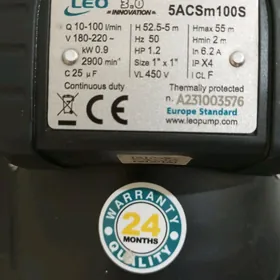 LEO 3.0 5ACSm100S
INNOVATION
Q 10-100 l/min H 52.5-5 m Hmax 55 m
V 180-220 ~ Hz 50 Hmin 2 m
kW 0.9 HP 1.2 In 6.2 A
2900 min⁻¹ Size 1" x 1" IP X4
C 25 µF VL 450 V I CL F
Continuous duty Thermally protected
n. A231003576
Europe Standard
www.leopump.com
WARRANTY
24
MONTHS
QUALITY